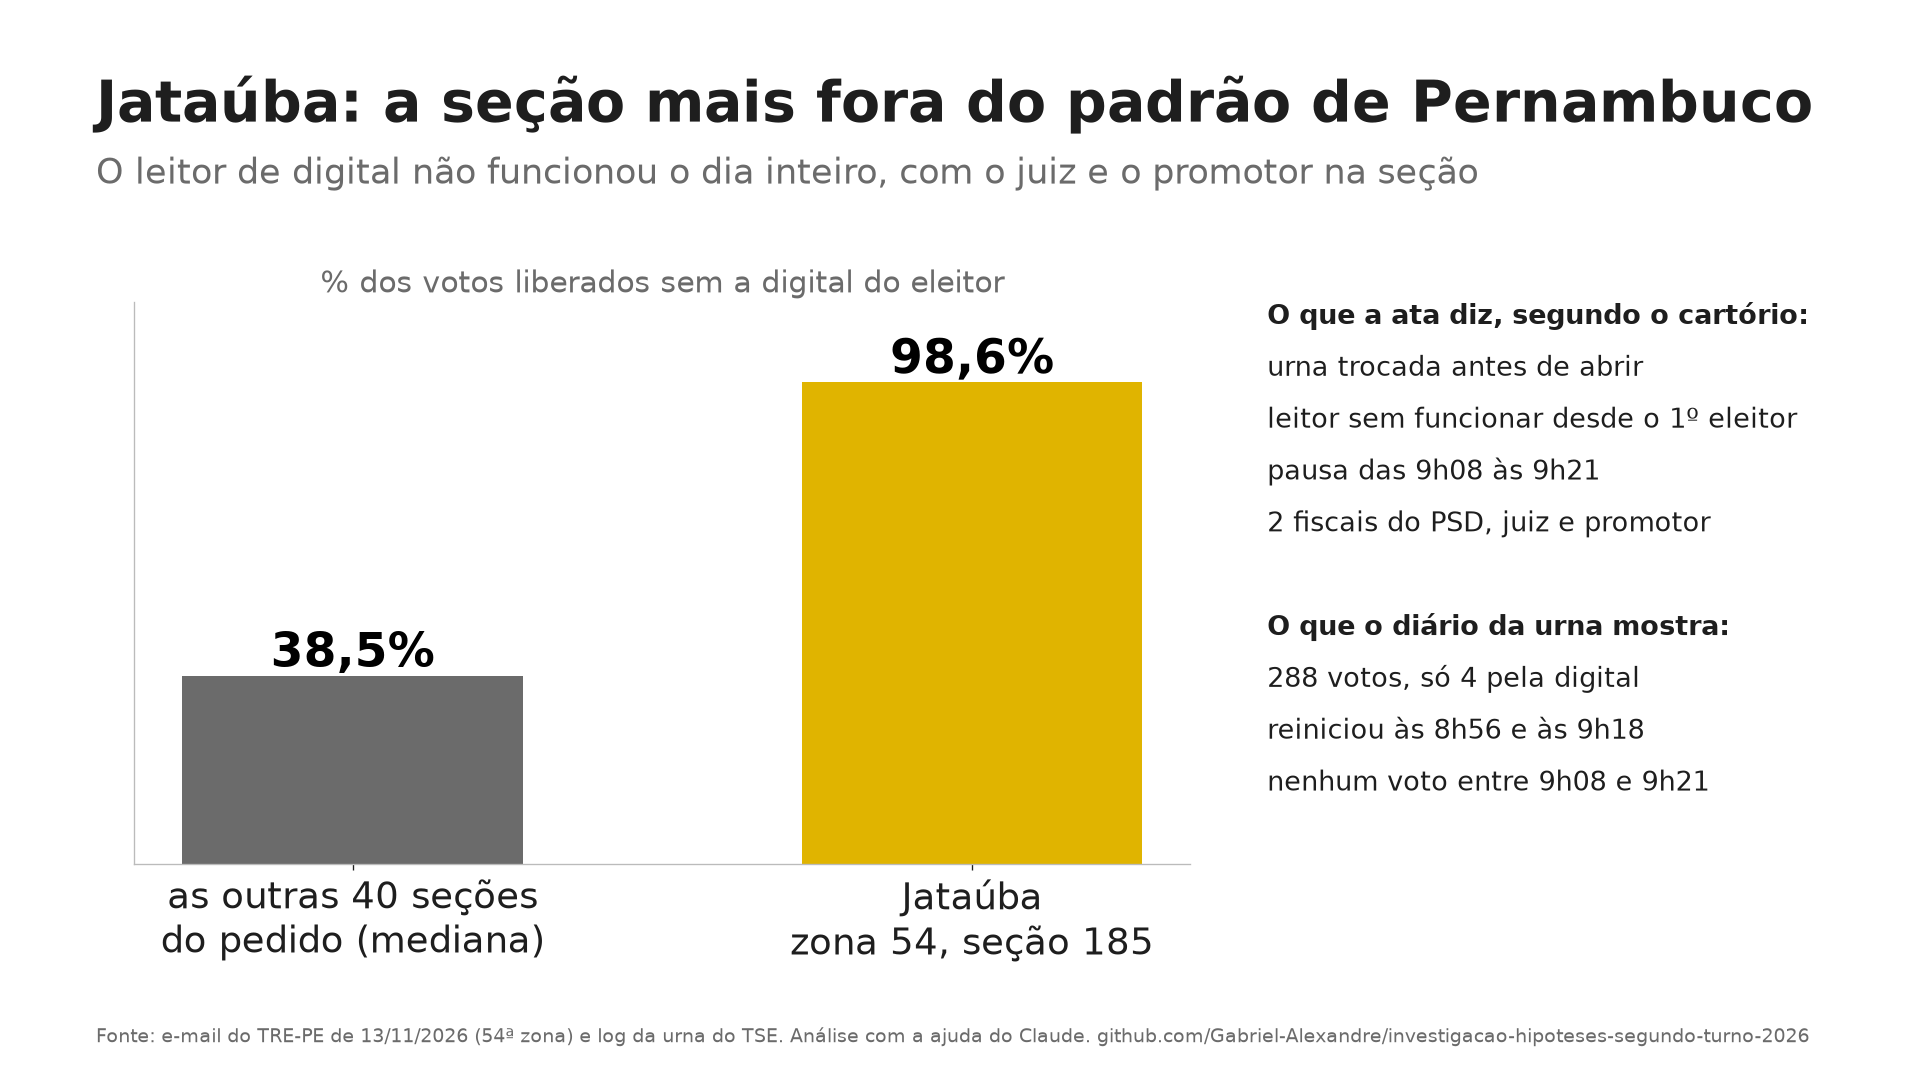 Jataúba: a seção mais fora do padrão de Pernambuco
O leitor de digital não funcionou o dia inteiro, com o juiz e o promotor na seção
% dos votos liberados sem a digital do eleitor
38,5%
98,6%
as outras 40 seções
do pedido (mediana)
Jataúba
zona 54, seção 185
O que a ata diz, segundo o cartório:
urna trocada antes de abrir
leitor sem funcionar desde o 1º eleitor
pausa das 9h08 às 9h21
2 fiscais do PSD, juiz e promotor
O que o diário da urna mostra:
288 votos, só 4 pela digital
reiniciou às 8h56 e às 9h18
nenhum voto entre 9h08 e 9h21
Fonte: e-mail do TRE-PE de 13/11/2026 (54ª zona) e log da urna do TSE. Análise com a ajuda do Claude. github.com/Gabriel-Alexandre/investigacao-hipoteses-segundo-turno-2026